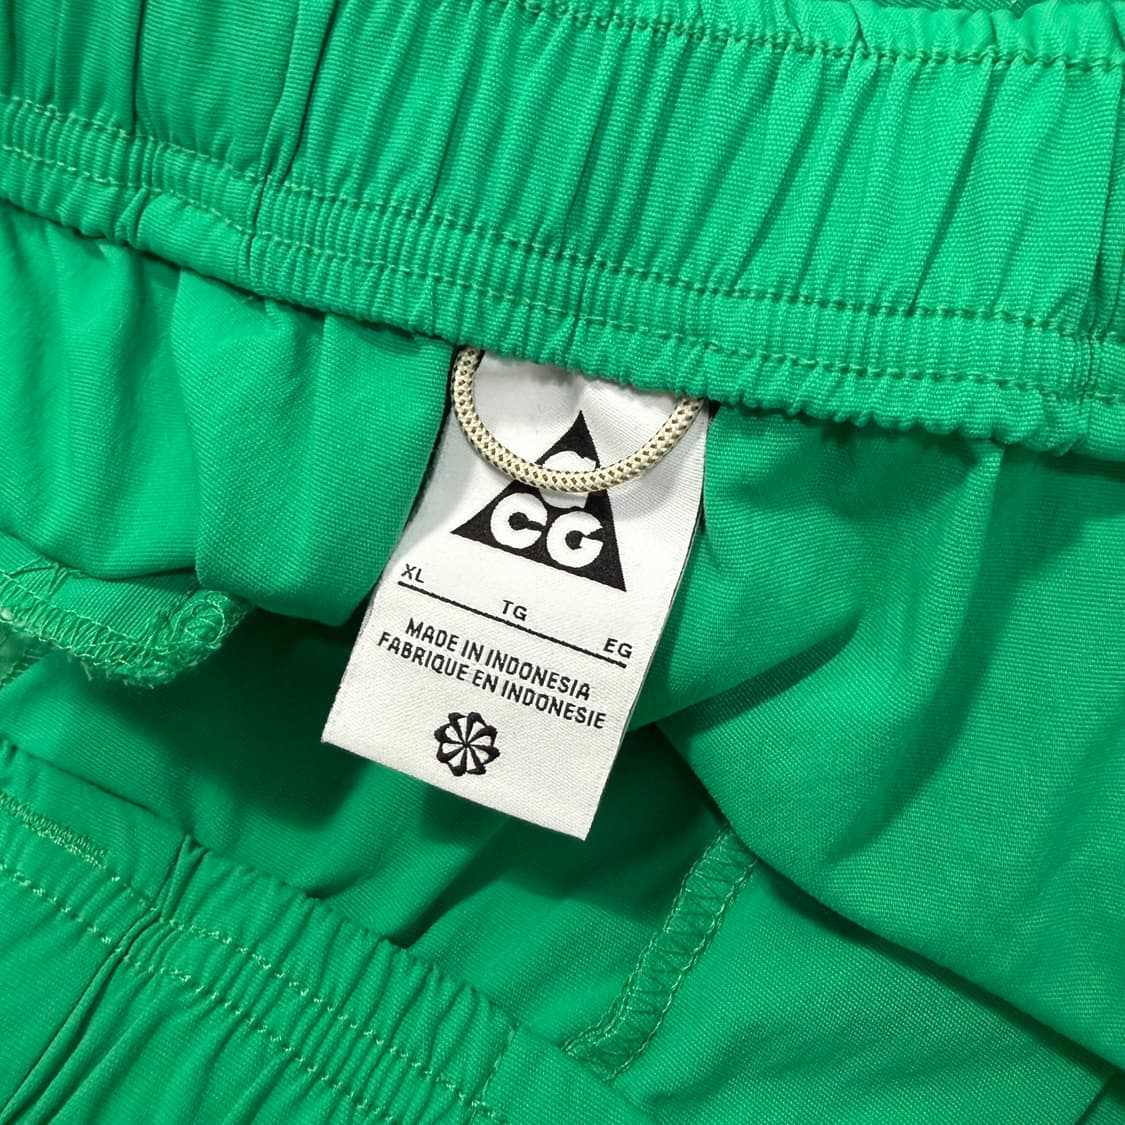 A
CG
XL
TG
EG
MADE IN INDONESIA
FABRIQUE EN INDONESIE